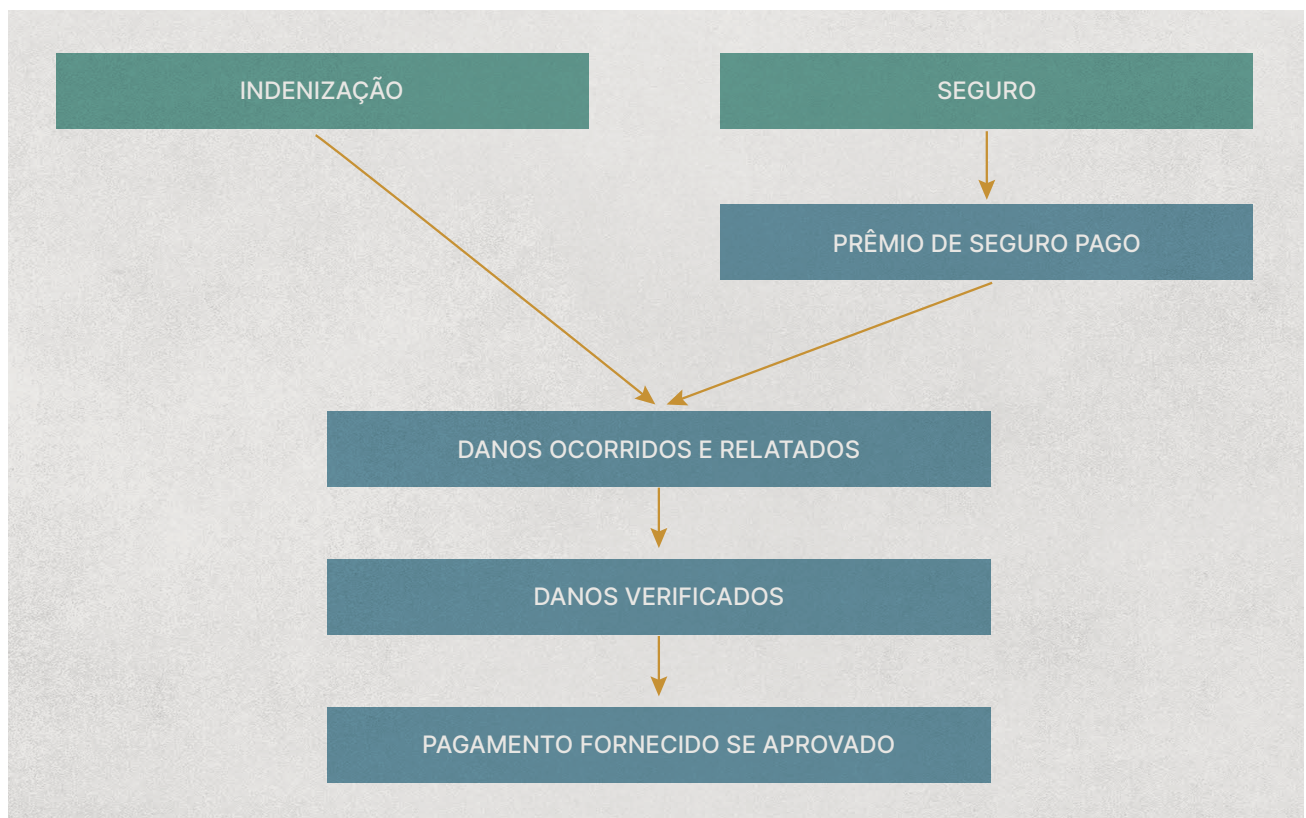 INDENIZAÇÃO
SEGURO
PRÊMIO DE SEGURO PAGO
DANOS OCORRIDOS E RELATADOS
DANOS VERIFICADOS
PAGAMENTO FORNECIDO SE APROVADO